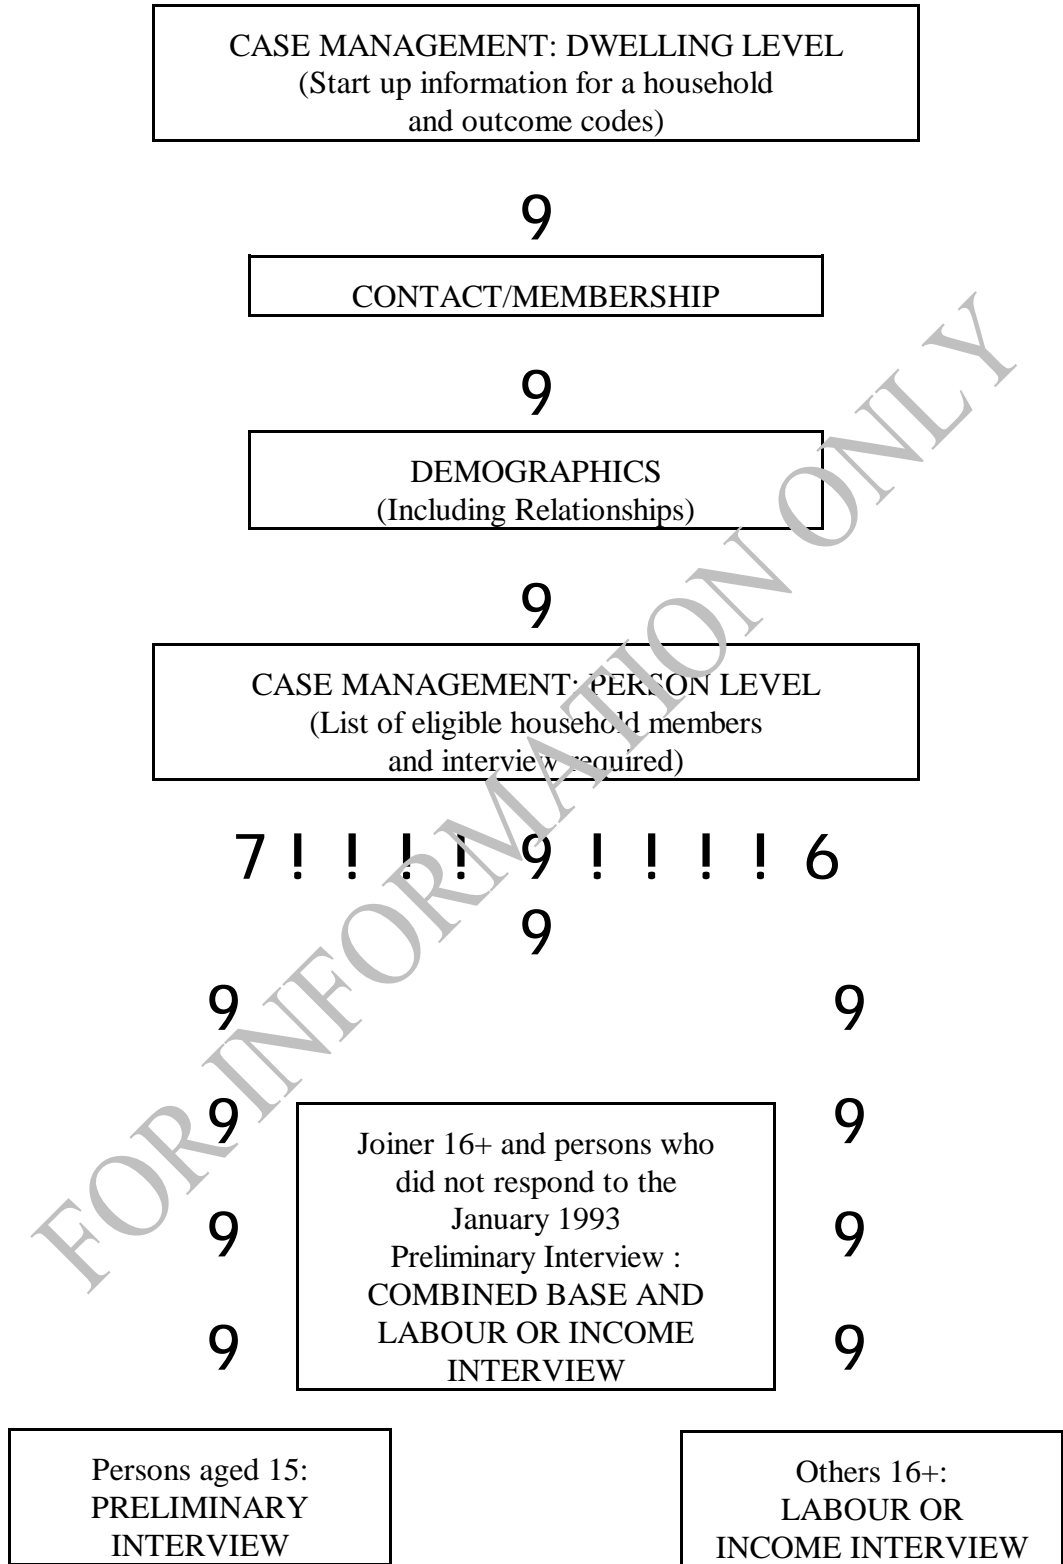 CASE MANAGEMENT: DWELLING LEVEL
(Start up information for a household
and outcome codes)
9
CONTACT/MEMBERSHIP
9
DEMOGRAPHICS
(Including Relationships)
9
CASE MANAGEMENT: PERSON LEVEL
(List of eligible household members
and interview required)
7 ! ! ! ! 9 ! ! ! ! 6
9
9 9
9 9
9 9
9 9
Joiner 16+ and persons who
did not respond to the
January 1993
Preliminary Interview :
COMBINED BASE AND
LABOUR OR INCOME
INTERVIEW
Persons aged 15:
PRELIMINARY
INTERVIEW
Others 16+:
LABOUR OR
INCOME INTERVIEW
FOR INFORMATION ONLY